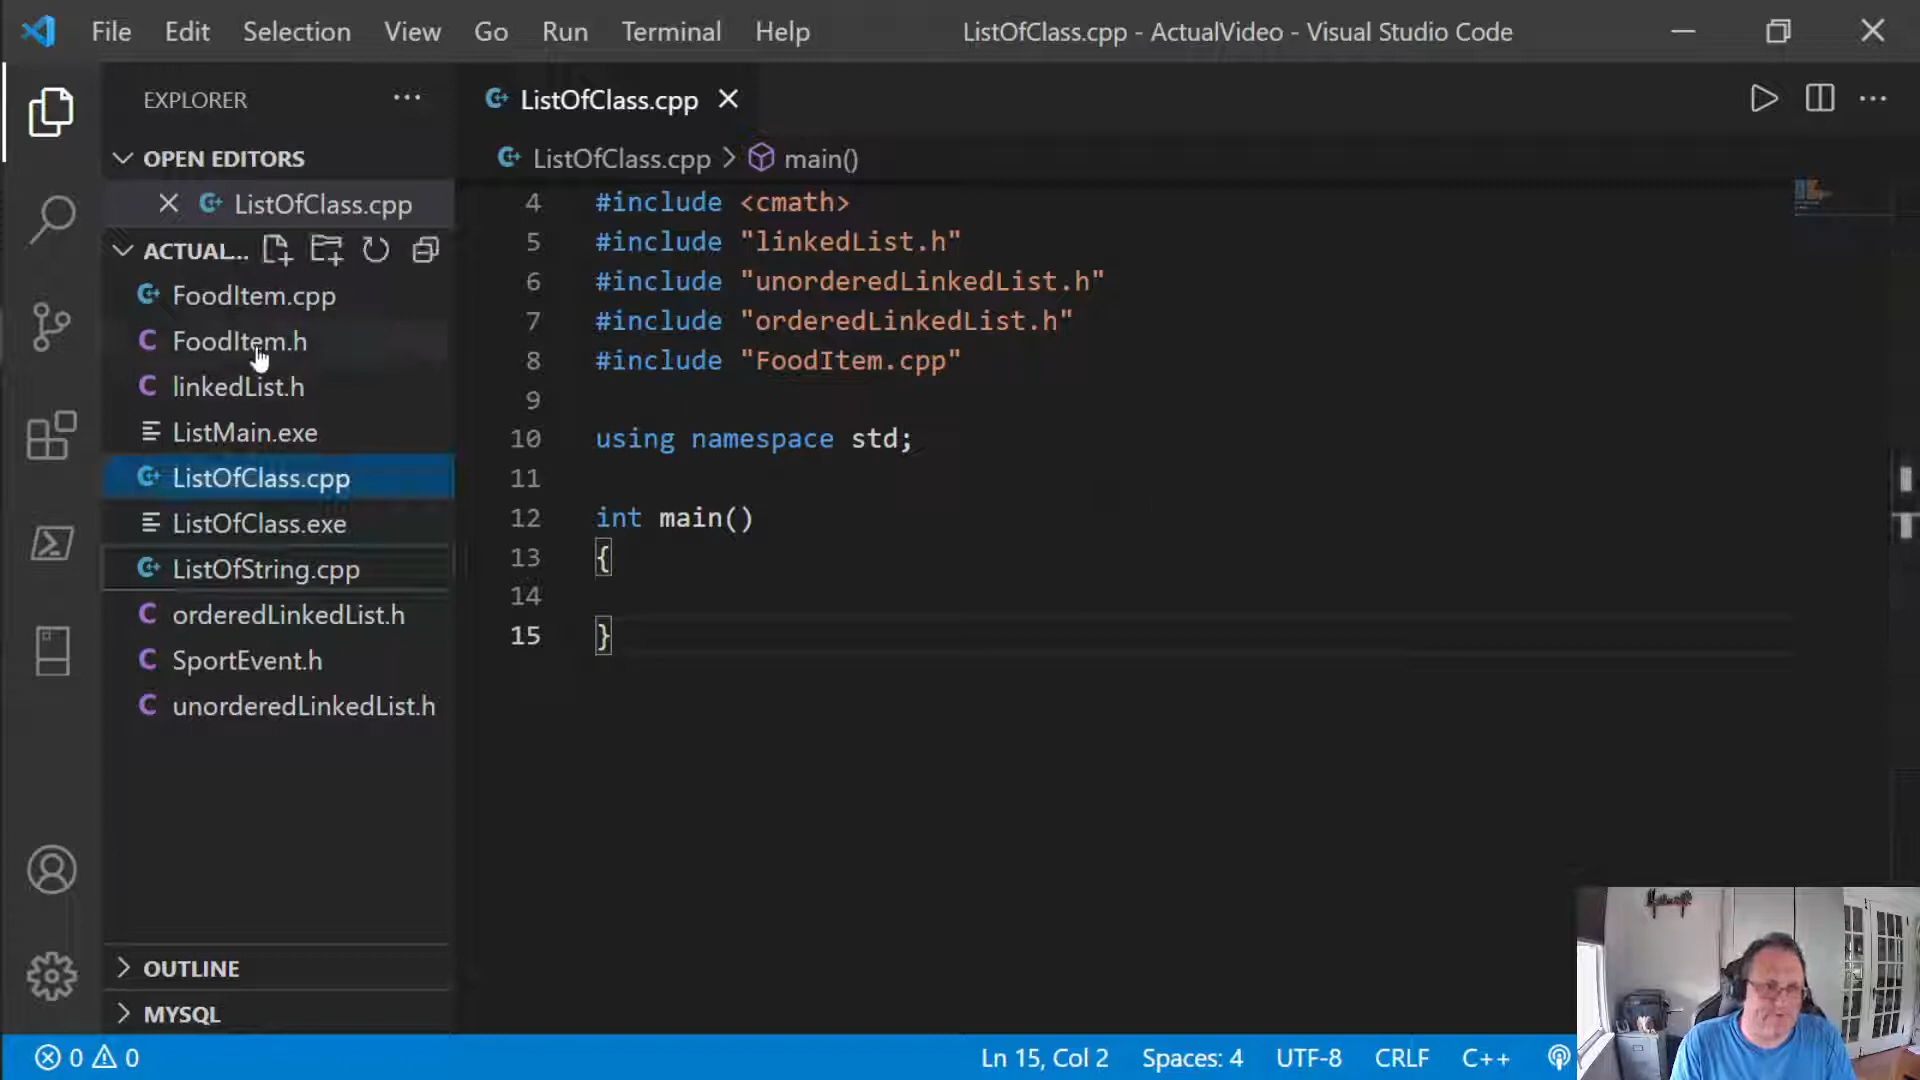 File Edit Selection View Go Run Terminal Help ListOfClass.cpp - ActualVideo - Visual Studio Code
EXPLORER
OPEN EDITORS
ListOfClass.cpp
ACTUAL...
FoodItem.cpp
FoodItem.h
linkedList.h
ListMain.exe
ListOfClass.cpp
ListOfClass.exe
ListOfString.cpp
orderedLinkedList.h
SportEvent.h
unorderedLinkedList.h
OUTLINE
MYSQL
ListOfClass.cpp
ListOfClass.cpp > main()
4 #include <cmath>
5 #include "linkedList.h"
6 #include "unorderedLinkedList.h"
7 #include "orderedLinkedList.h"
8 #include "FoodItem.cpp"
9
10 using namespace std;
11
12 int main()
13 {
14
15 }
0 0 Ln 15, Col 2 Spaces: 4 UTF-8 CRLF C++